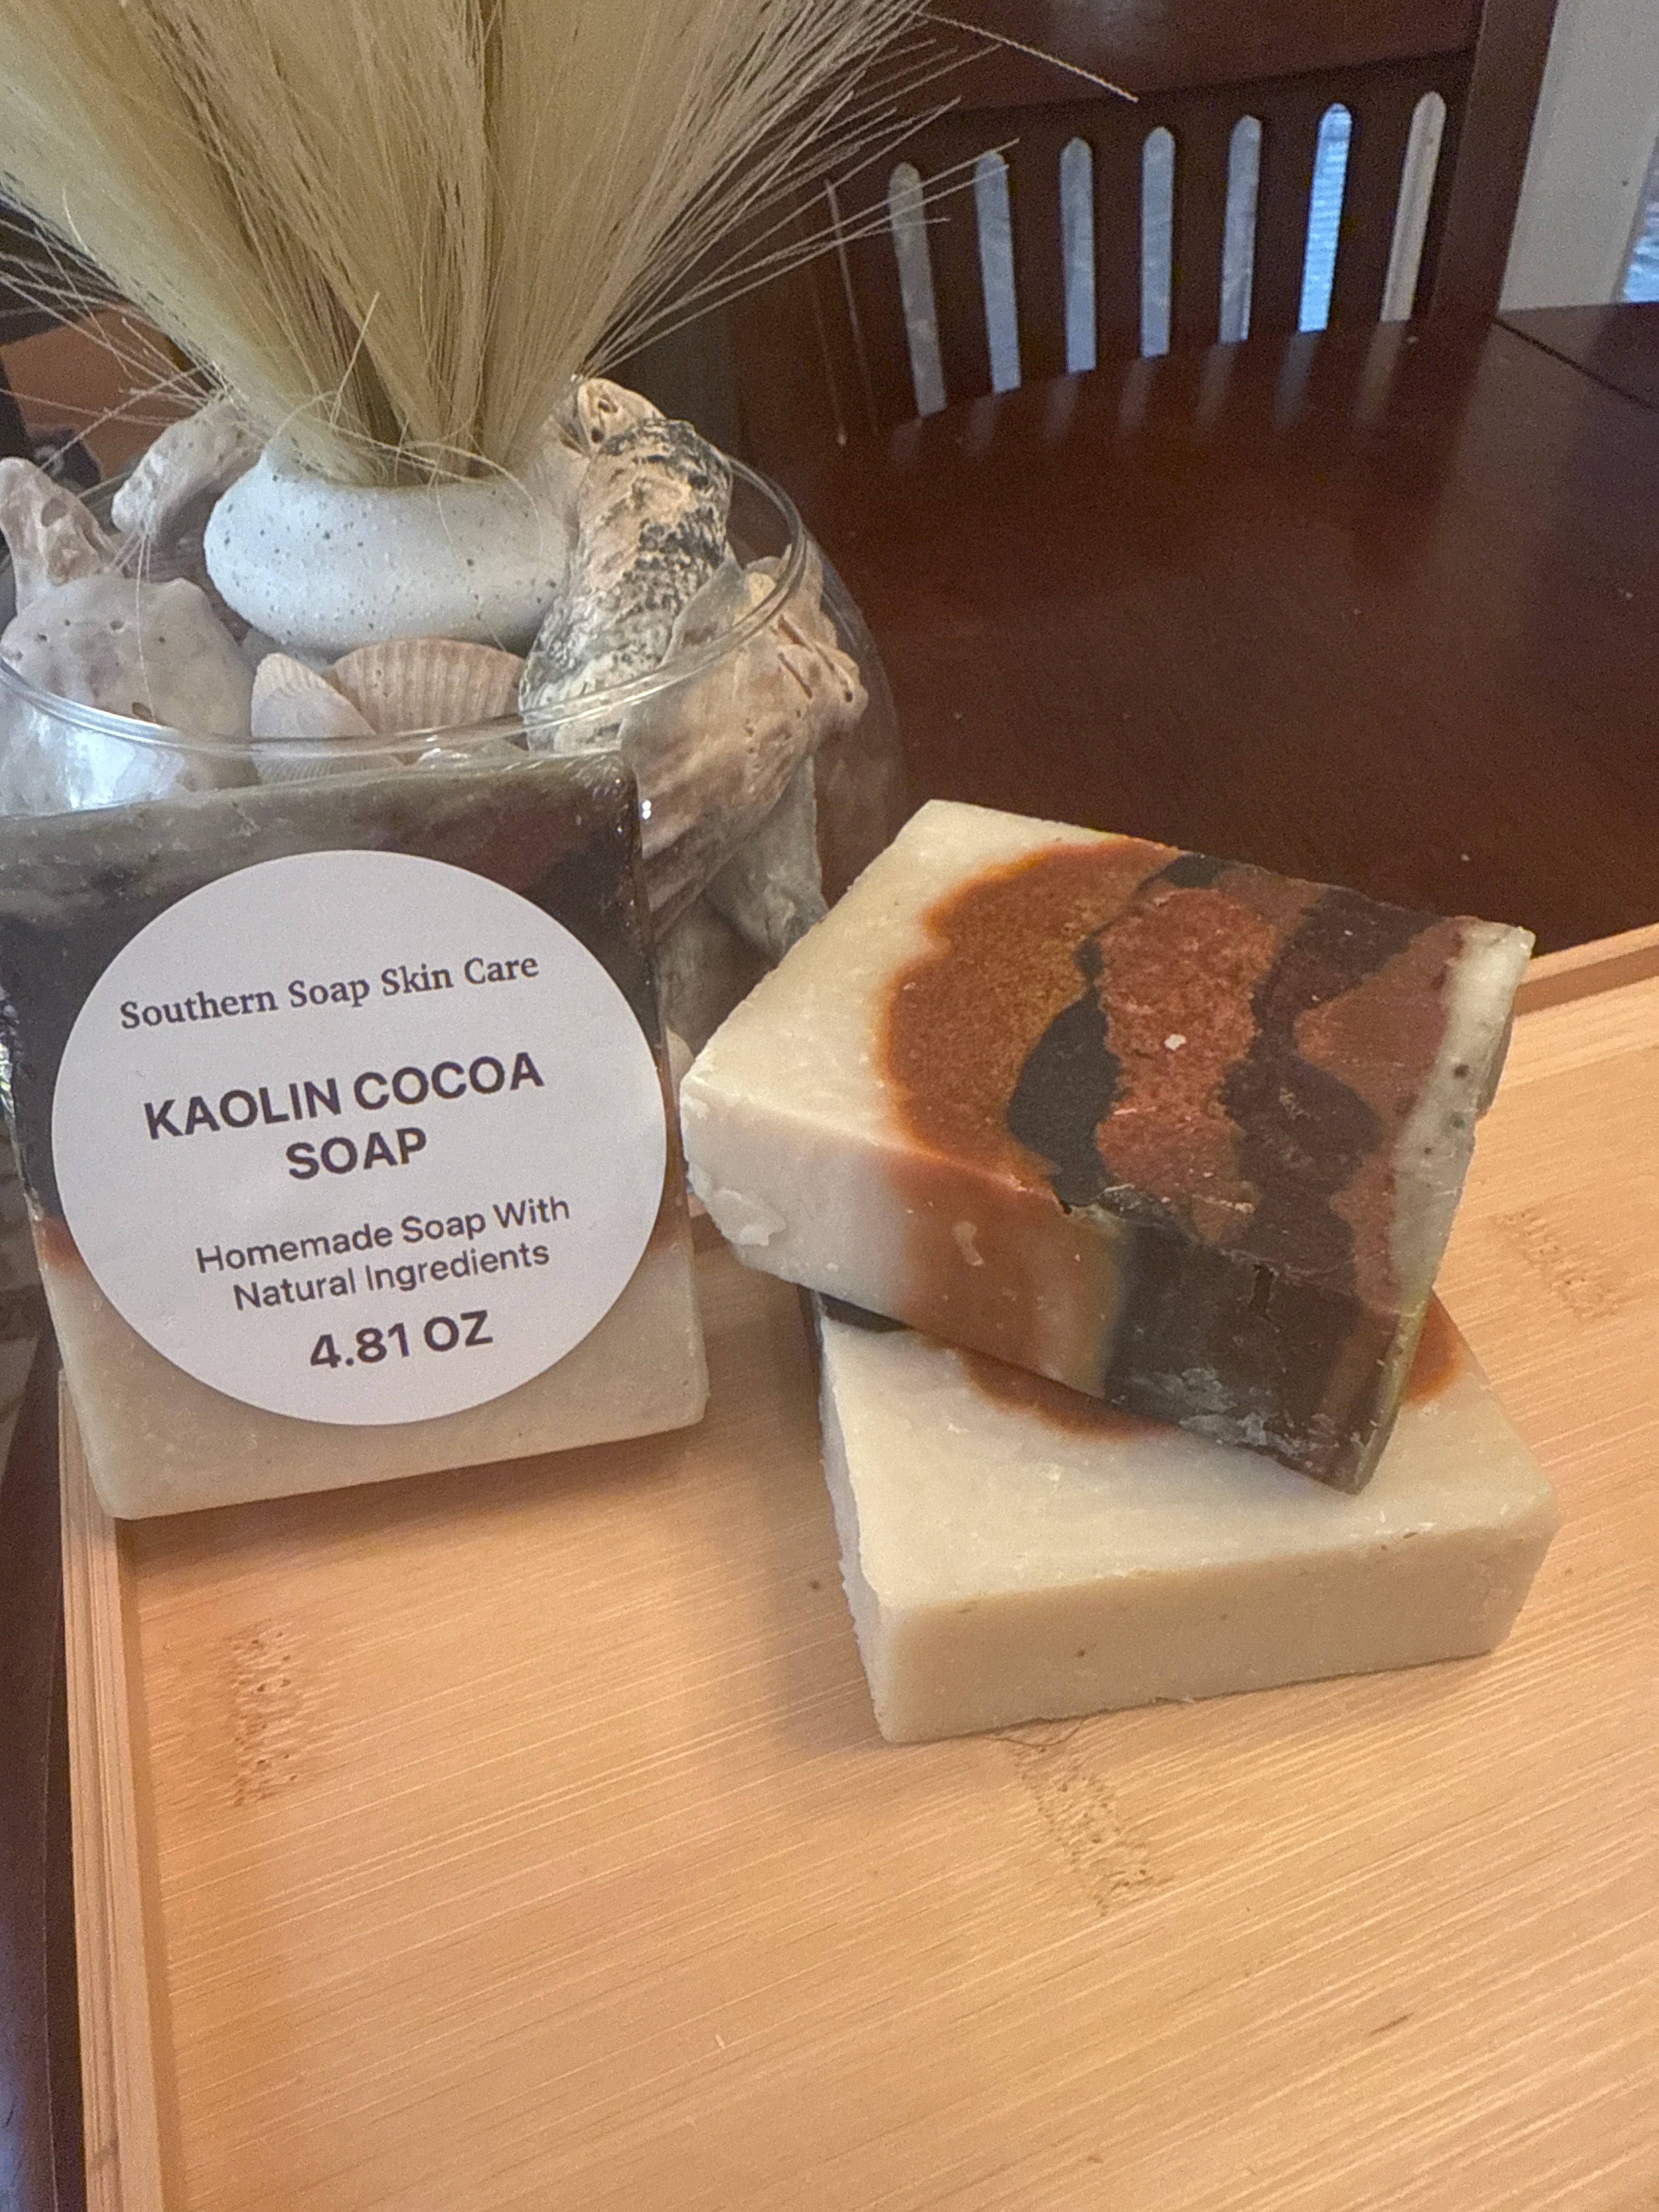 Southern Soap Skin Care
KAOLIN COCOA
SOAP
Homemade Soap With
Natural Ingredients
4.81 OZ